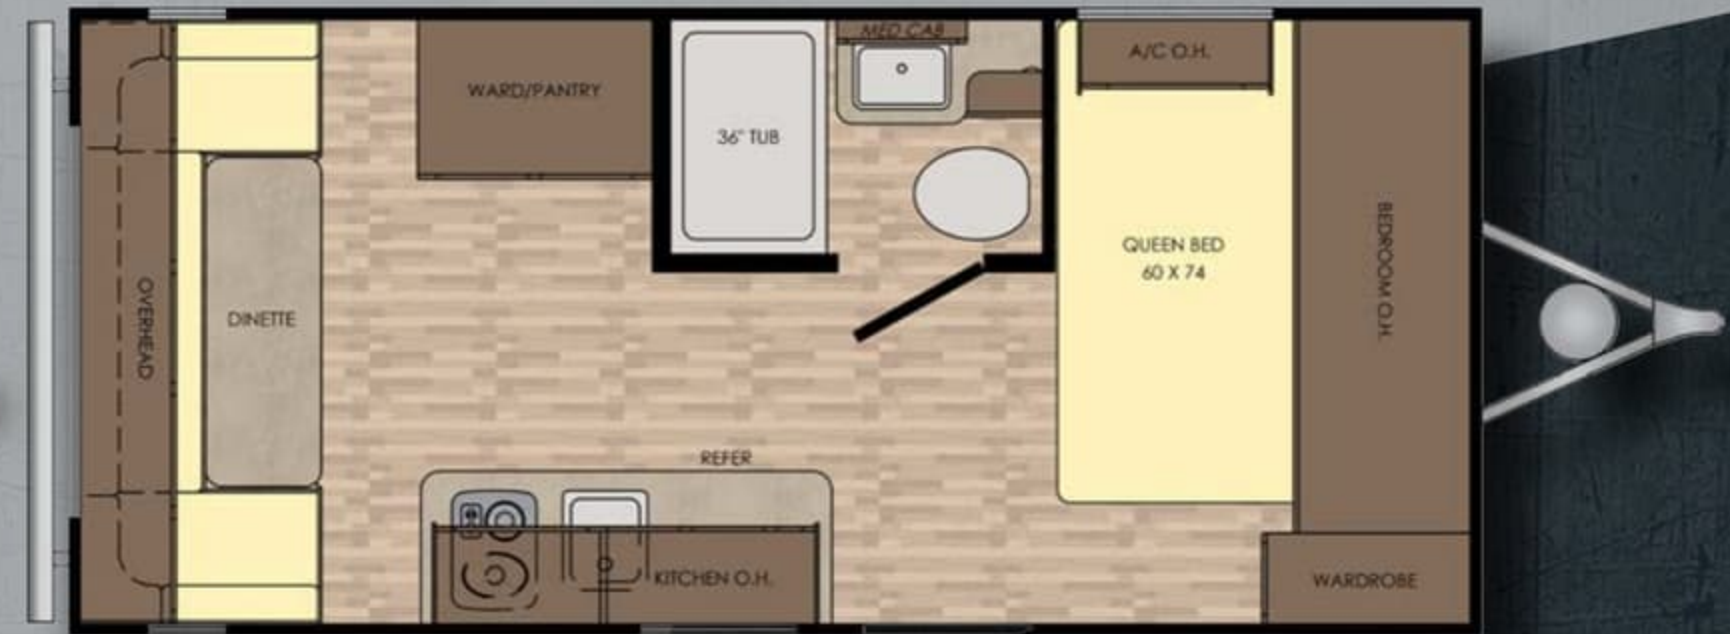 MED CAB
A/C O.H.
WARD/PANTRY
36" TUB
QUEEN BED
60 X 74
BEDROOM O.H.
OVERHEAD
DINETTE
REFER
KITCHEN O.H.
WARDROBE